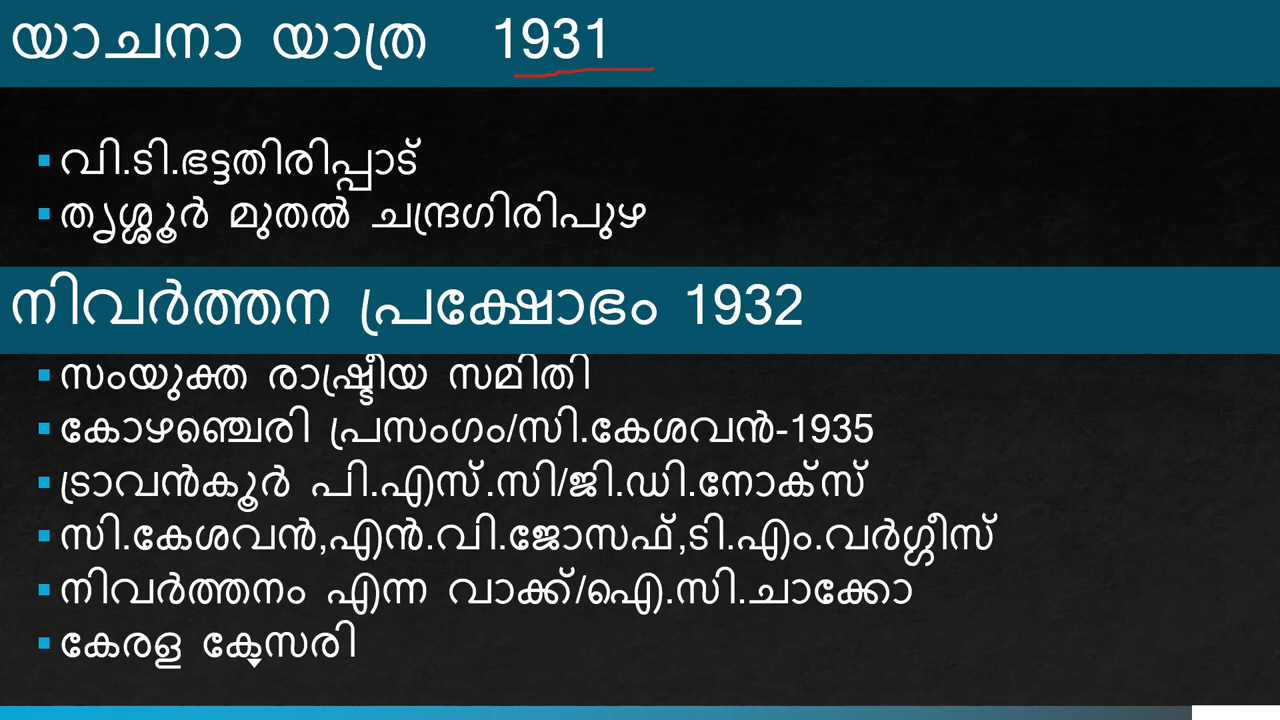 യാചനാ യാത്ര 1931
വി.ടി.ഭട്ടതിരിപ്പാട്
തൃശ്ശൂർ മുതൽ ചന്ദ്രഗിരിപുഴ
നിവർത്തന പ്രക്ഷോഭം 1932
സംയുക്ത രാഷ്ട്രീയ സമിതി
കോഴഞ്ചെരി പ്രസംഗം/സി.കേശവൻ-1935
ട്രാവൻകൂർ പി.എസ്.സി/ജി.ഡി.നോക്സ്
സി.കേശവൻ,എൻ.വി.ജോസഫ്,ടി.എം.വർഗ്ഗീസ്
നിവർത്തനം എന്ന വാക്ക്/ഐ.സി.ചാക്കോ
കേരള കേസരി